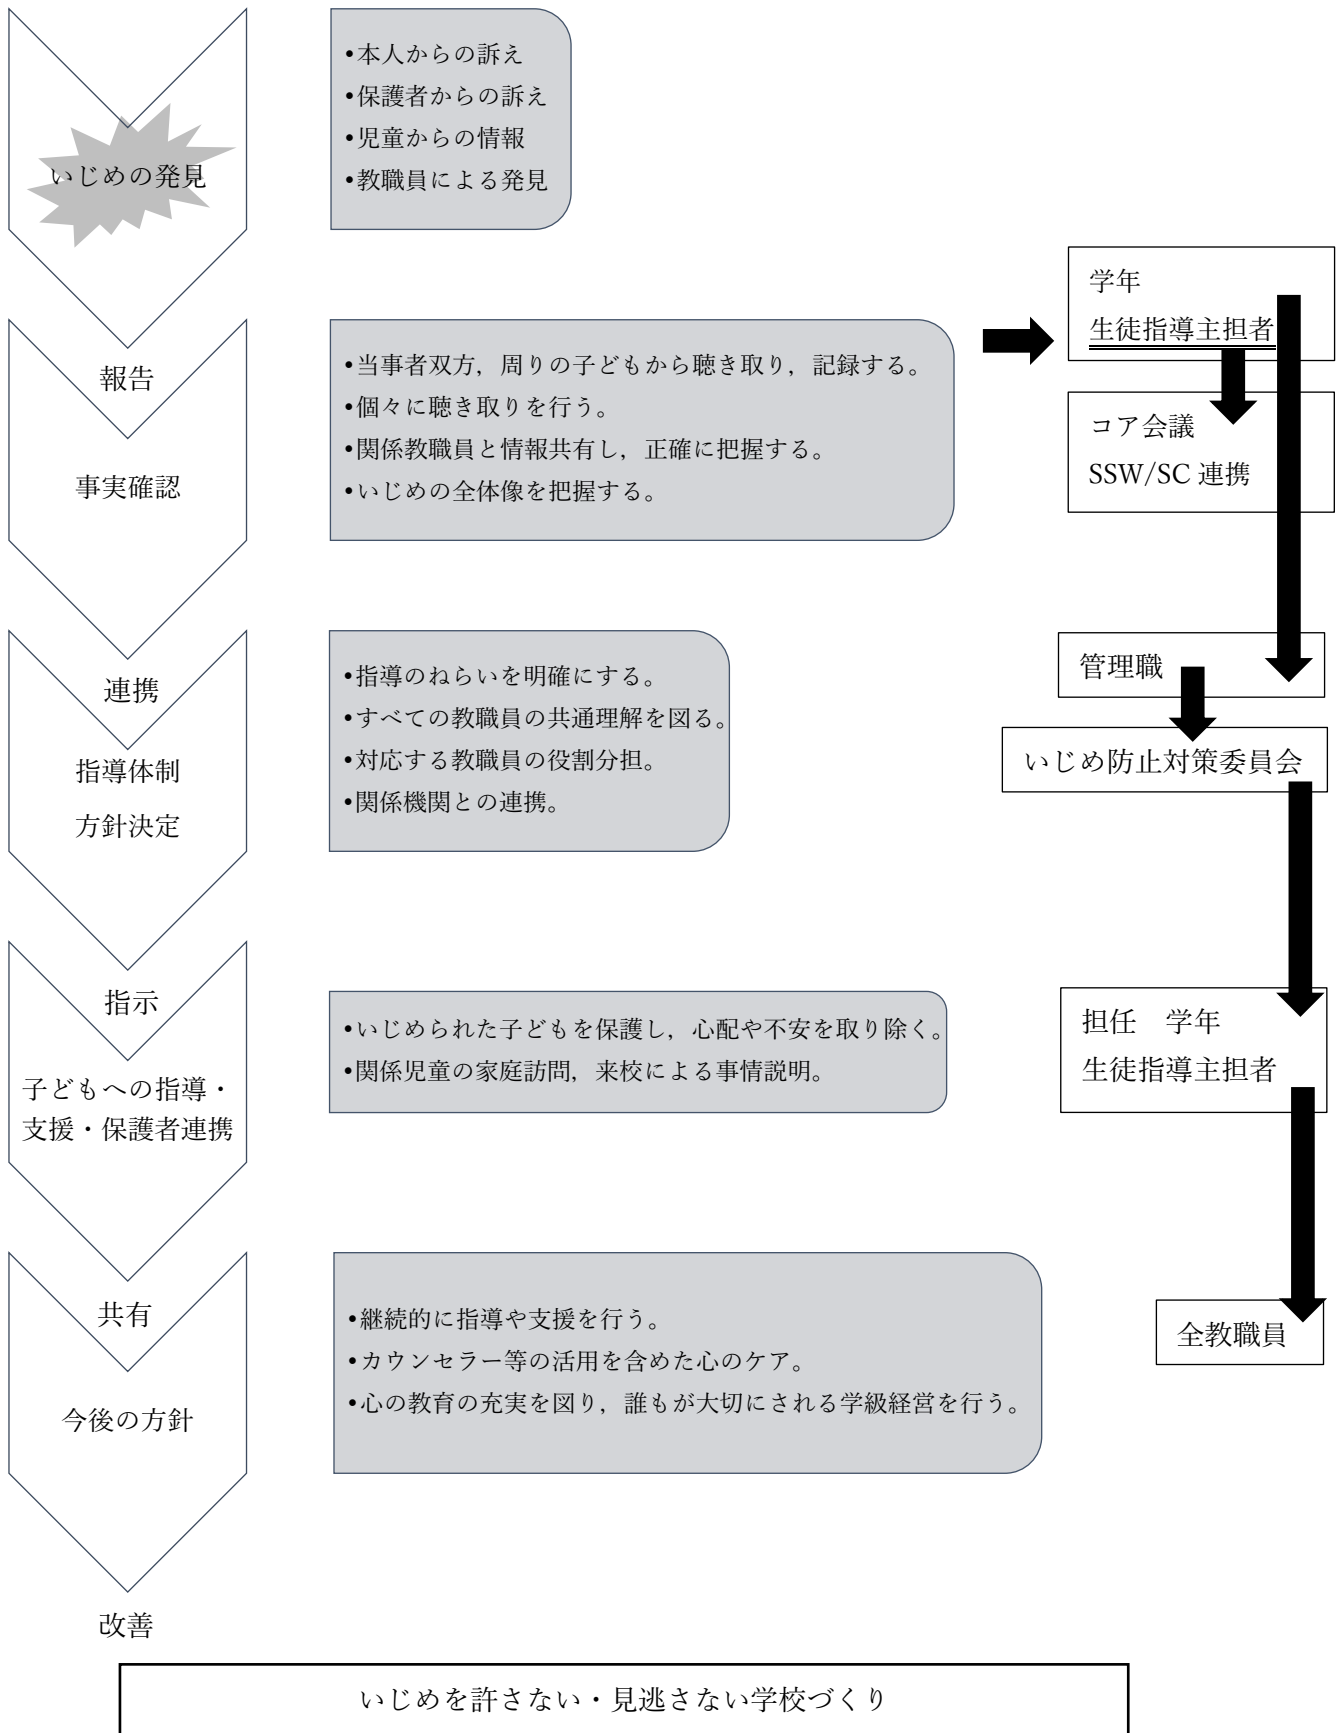 いじめの発見
•本人からの訴え
•保護者からの訴え
•児童からの情報
•教職員による発見
報告
事実確認
•当事者双方，周りの子どもから聴き取り，記録する。
•個々に聴き取りを行う。
•関係教職員と情報共有し，正確に把握する。
•いじめの全体像を把握する。
学年
生徒指導主担者
コア会議
SSW/SC 連携
連携
指導体制
方針決定
•指導のねらいを明確にする。
•すべての教職員の共通理解を図る。
•対応する教職員の役割分担。
•関係機関との連携。
管理職
いじめ防止対策委員会
指示
子どもへの指導・
支援・保護者連携
•いじめられた子どもを保護し，心配や不安を取り除く。
•関係児童の家庭訪問，来校による事情説明。
担任　学年
生徒指導主担者
共有
今後の方針
•継続的に指導や支援を行う。
•カウンセラー等の活用を含めた心のケア。
•心の教育の充実を図り，誰もが大切にされる学級経営を行う。
全教職員
改善
いじめを許さない・見逃さない学校づくり